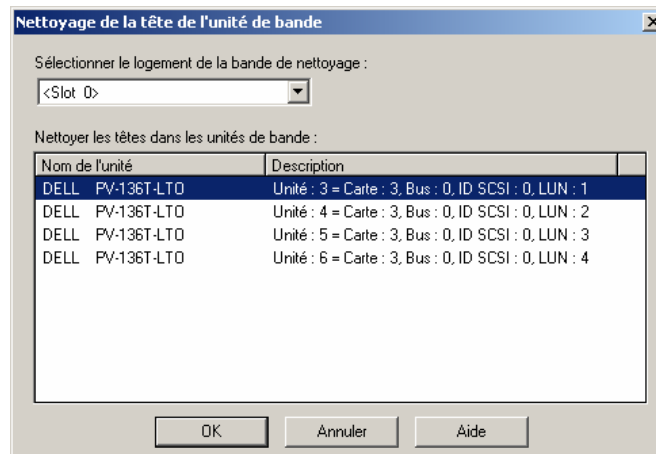 Nettoyage de la tête de l'unité de bande
Sélectionner le logement de la bande de nettoyage :
<Slot 0>
Nettoyer les têtes dans les unités de bande :
Nom de l'unité Description
DELL PV-136T-LTO Unité : 3 = Carte : 3, Bus : 0, ID SCSI : 0, LUN : 1
DELL PV-136T-LTO Unité : 4 = Carte : 3, Bus : 0, ID SCSI : 0, LUN : 2
DELL PV-136T-LTO Unité : 5 = Carte : 3, Bus : 0, ID SCSI : 0, LUN : 3
DELL PV-136T-LTO Unité : 6 = Carte : 3, Bus : 0, ID SCSI : 0, LUN : 4
OK Annuler Aide